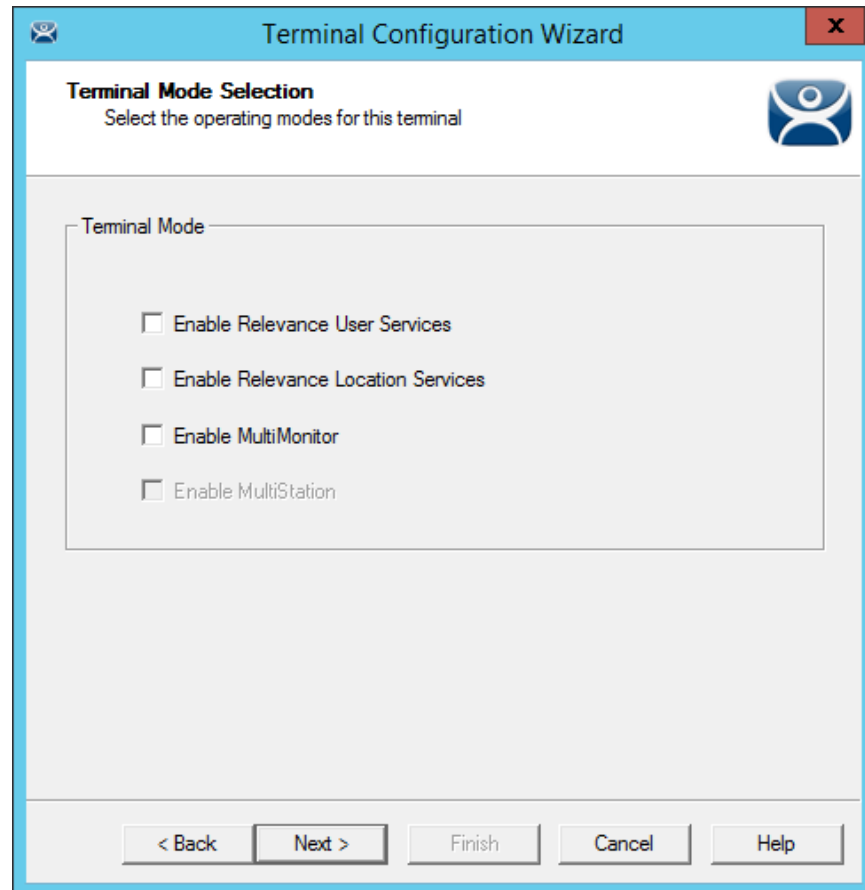 Terminal Configuration Wizard
x
Terminal Mode Selection
Select the operating modes for this terminal
Terminal Mode
Enable Relevance User Services
Enable Relevance Location Services
Enable MultiMonitor
Enable MultiStation
< Back Next > Finish Cancel Help